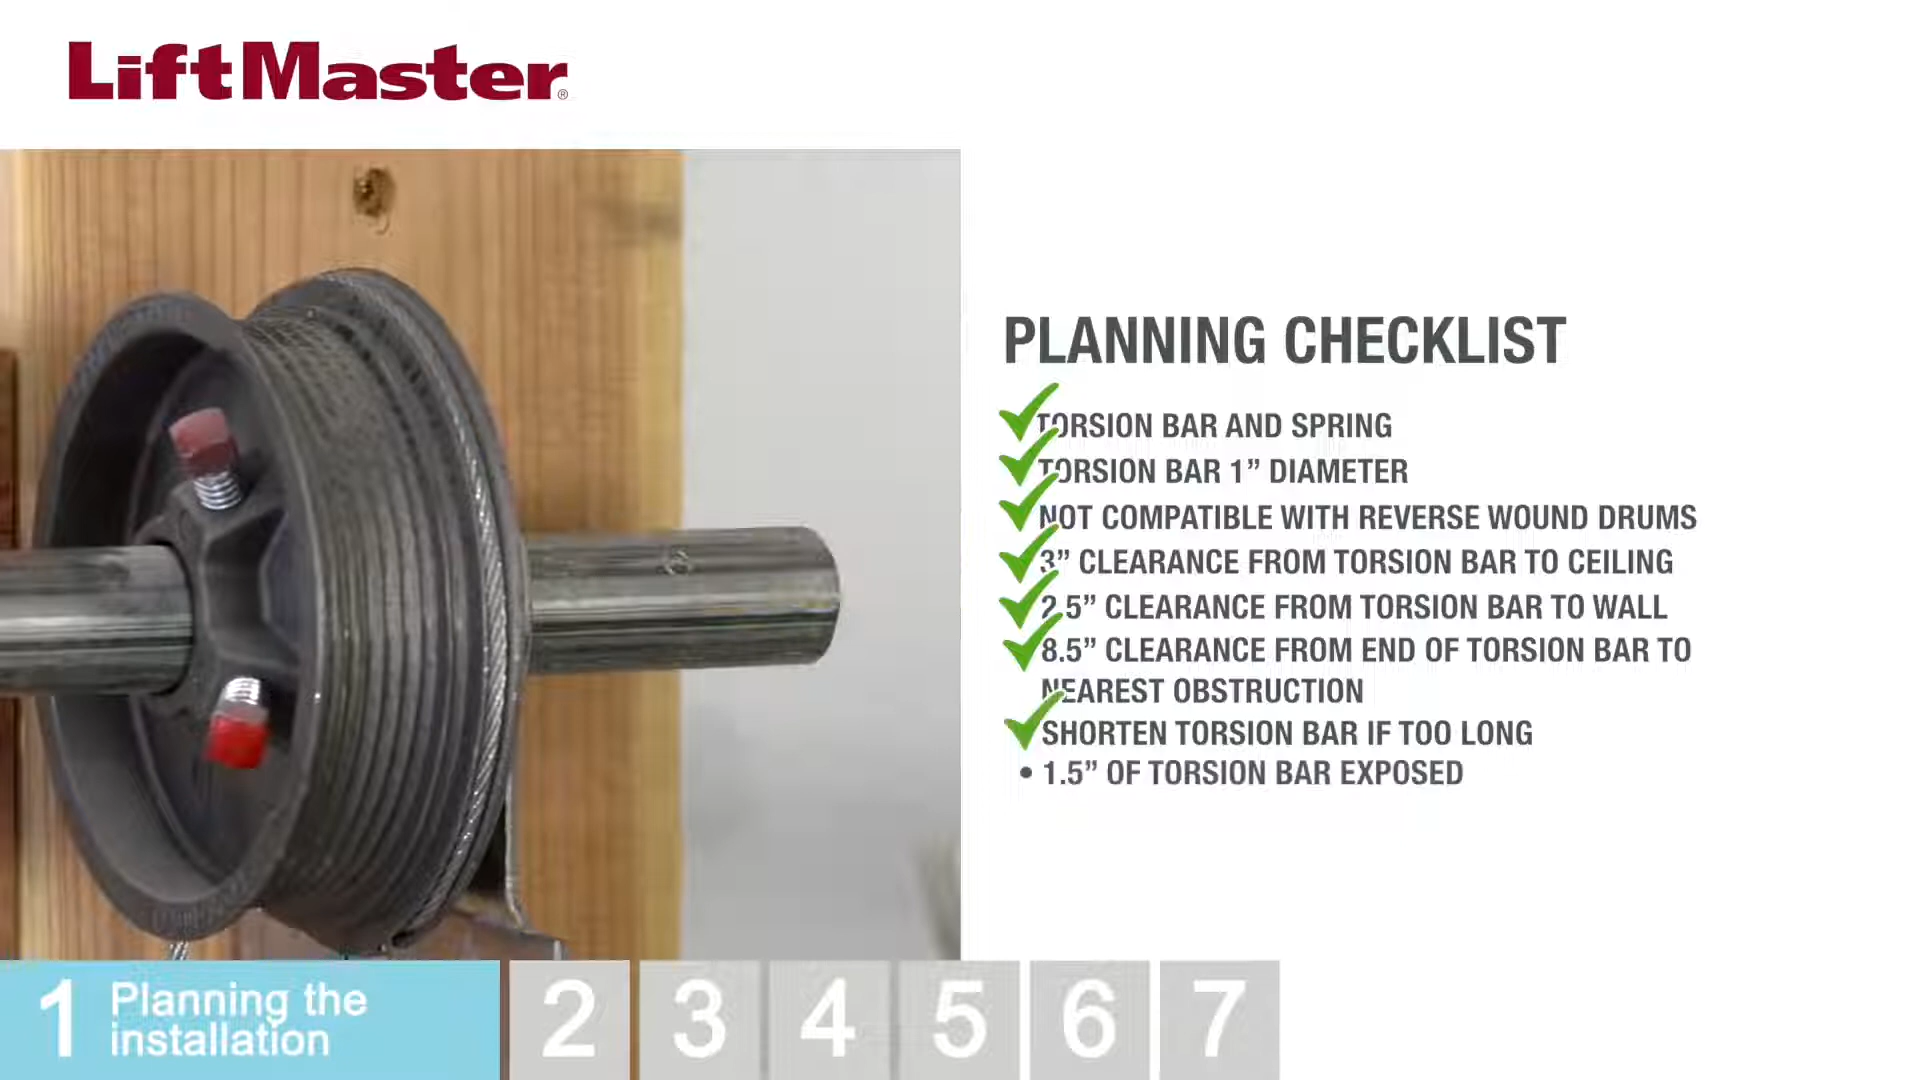 LiftMaster®
PLANNING CHECKLIST
TORSION BAR AND SPRING
TORSION BAR 1” DIAMETER
NOT COMPATIBLE WITH REVERSE WOUND DRUMS
3” CLEARANCE FROM TORSION BAR TO CEILING
2.5” CLEARANCE FROM TORSION BAR TO WALL
8.5” CLEARANCE FROM END OF TORSION BAR TO
NEAREST OBSTRUCTION
SHORTEN TORSION BAR IF TOO LONG
• 1.5” OF TORSION BAR EXPOSED
1 Planning the
installation
2 3 4 5 6 7